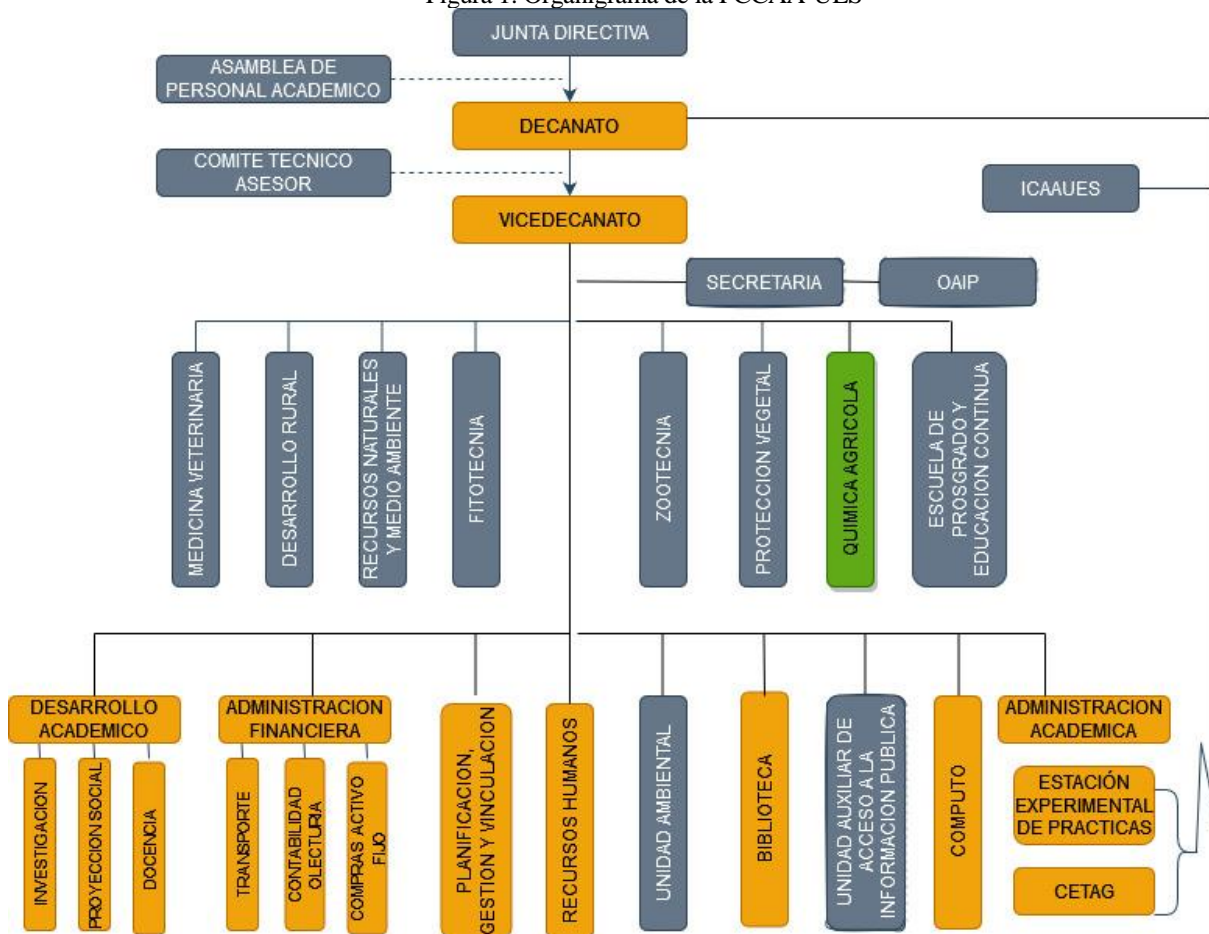 Figura 1. Organigrama de la FCCAA-UES
JUNTA DIRECTIVA
ASAMBLEA DE
PERSONAL ACADEMICO
DECANATO
COMITE TECNICO
ASESOR
ICAAUES
VICEDECANATO
SECRETARIA
OAIP
MEDICINA VETERINARIA
DESARROLLO RURAL
RECURSOS NATURALES
Y MEDIO AMBIENTE
FITOTECNIA
ZOOTECNIA
PROTECCION VEGETAL
QUIMICA AGRICOLA
ESCUELA DE
PROSGRADO Y
EDUCACION CONTINUA
DESARROLLO
ACADEMICO
ADMINISTRACION
FINANCIERA
PLANIFICACION,
GESTION Y VINCULACION
RECURSOS HUMANOS
UNIDAD AMBIENTAL
BIBLIOTECA
UNIDAD AUXILIAR DE
ACCESO A LA
INFORMACION PUBLICA
COMPUTO
ADMINISTRACION
ACADEMICA
INVESTIGACION
PROYECCION SOCIAL
DOCENCIA
TRANSPORTE
CONTABILIDAD
OLECTURIA
COMPRAS ACTIVO
FIJO
ESTACIÓN
EXPERIMENTAL
DE PRACTICAS
CETAG